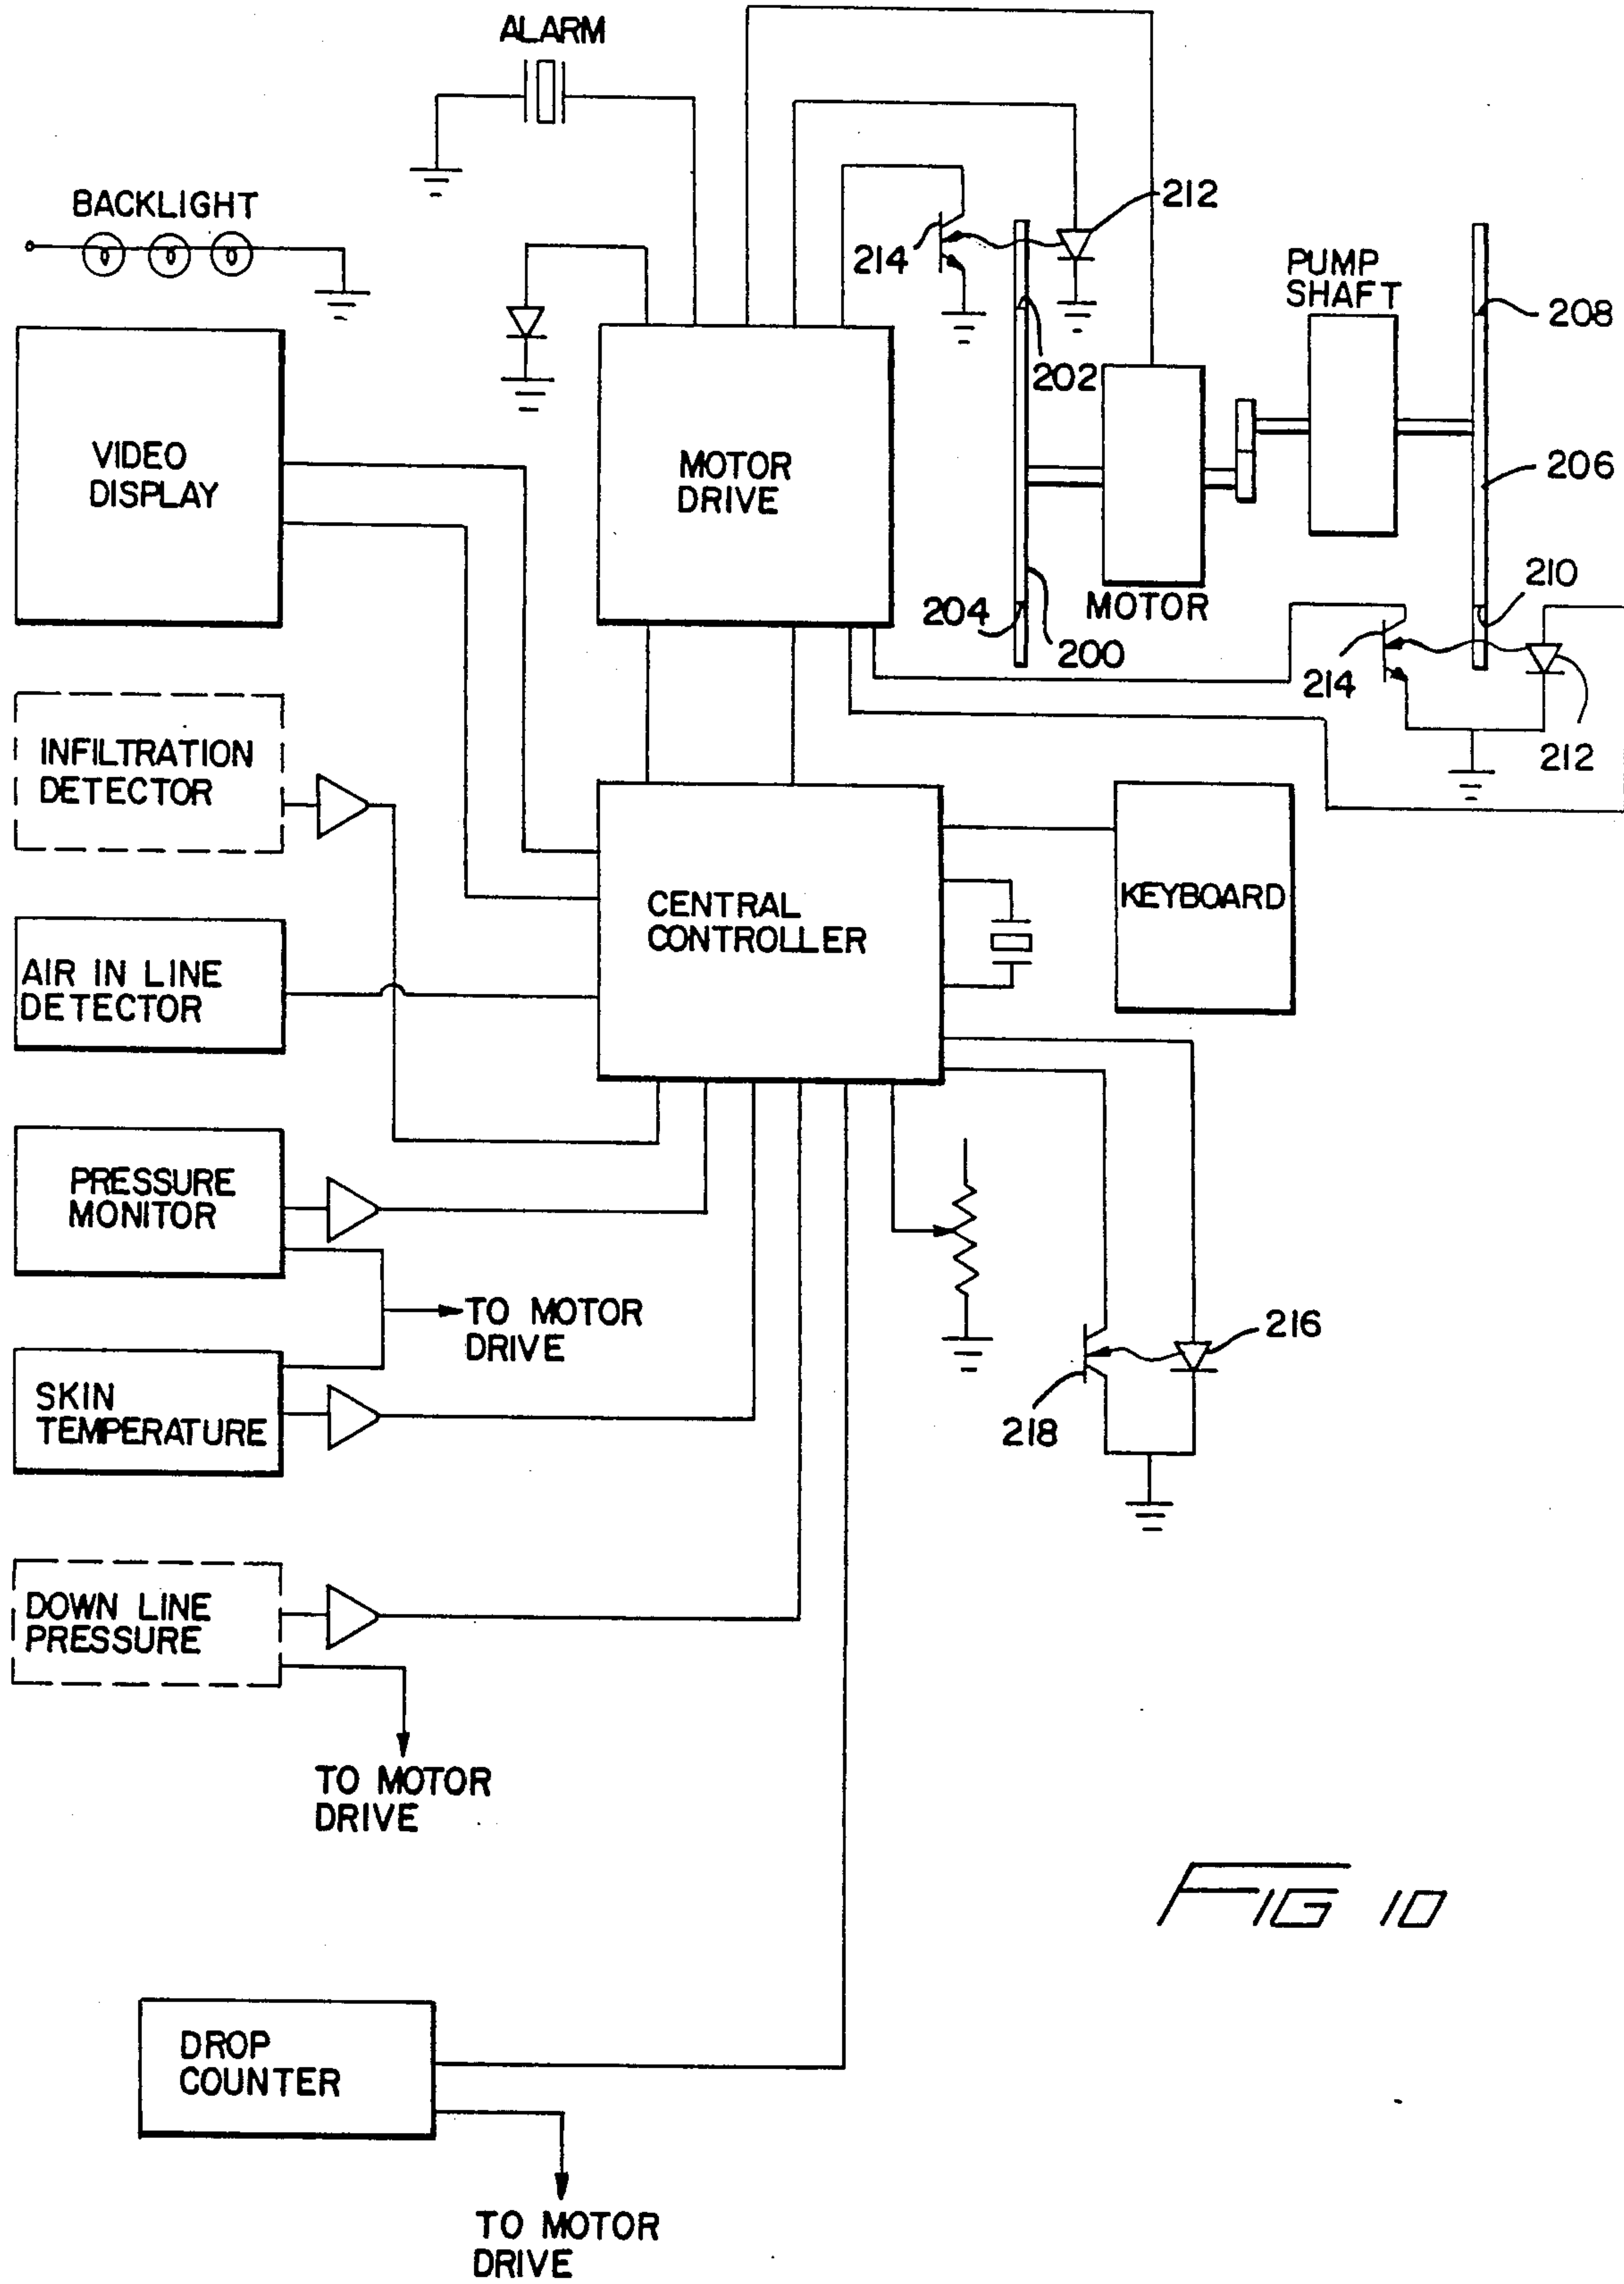 ALARM
BACKLIGHT
212
214
PUMP
SHAFT
208
202
VIDEO
DISPLAY
MOTOR
DRIVE
206
204
MOTOR
200
210
214
212
INFILTRATION
DETECTOR
CENTRAL
CONTROLLER
KEYBOARD
AIR IN LINE
DETECTOR
PRESSURE
MONITOR
TO MOTOR
DRIVE
SKIN
TEMPERATURE
216
218
DOWN LINE
PRESSURE
TO MOTOR
DRIVE
FIG 10
DROP
COUNTER
TO MOTOR
DRIVE